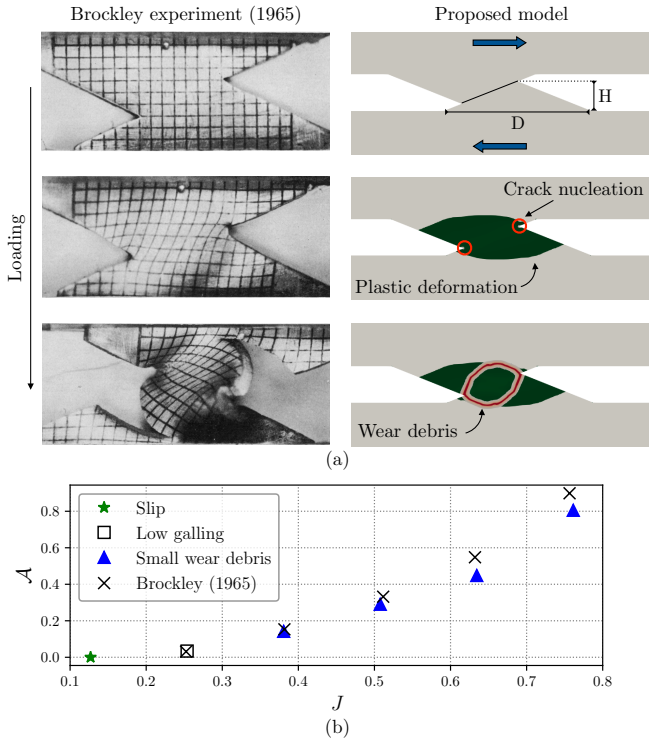 Brockley experiment (1965)
Proposed model
Loading
H
D
Crack nucleation
Plastic deformation
Wear debris
(a)
Slip
Low galling
Small wear debris
Brockley (1965)
𝒜
0.8
0.6
0.4
0.2
0.0
0.1 0.2 0.3 0.4 0.5 0.6 0.7 0.8
J
(b)